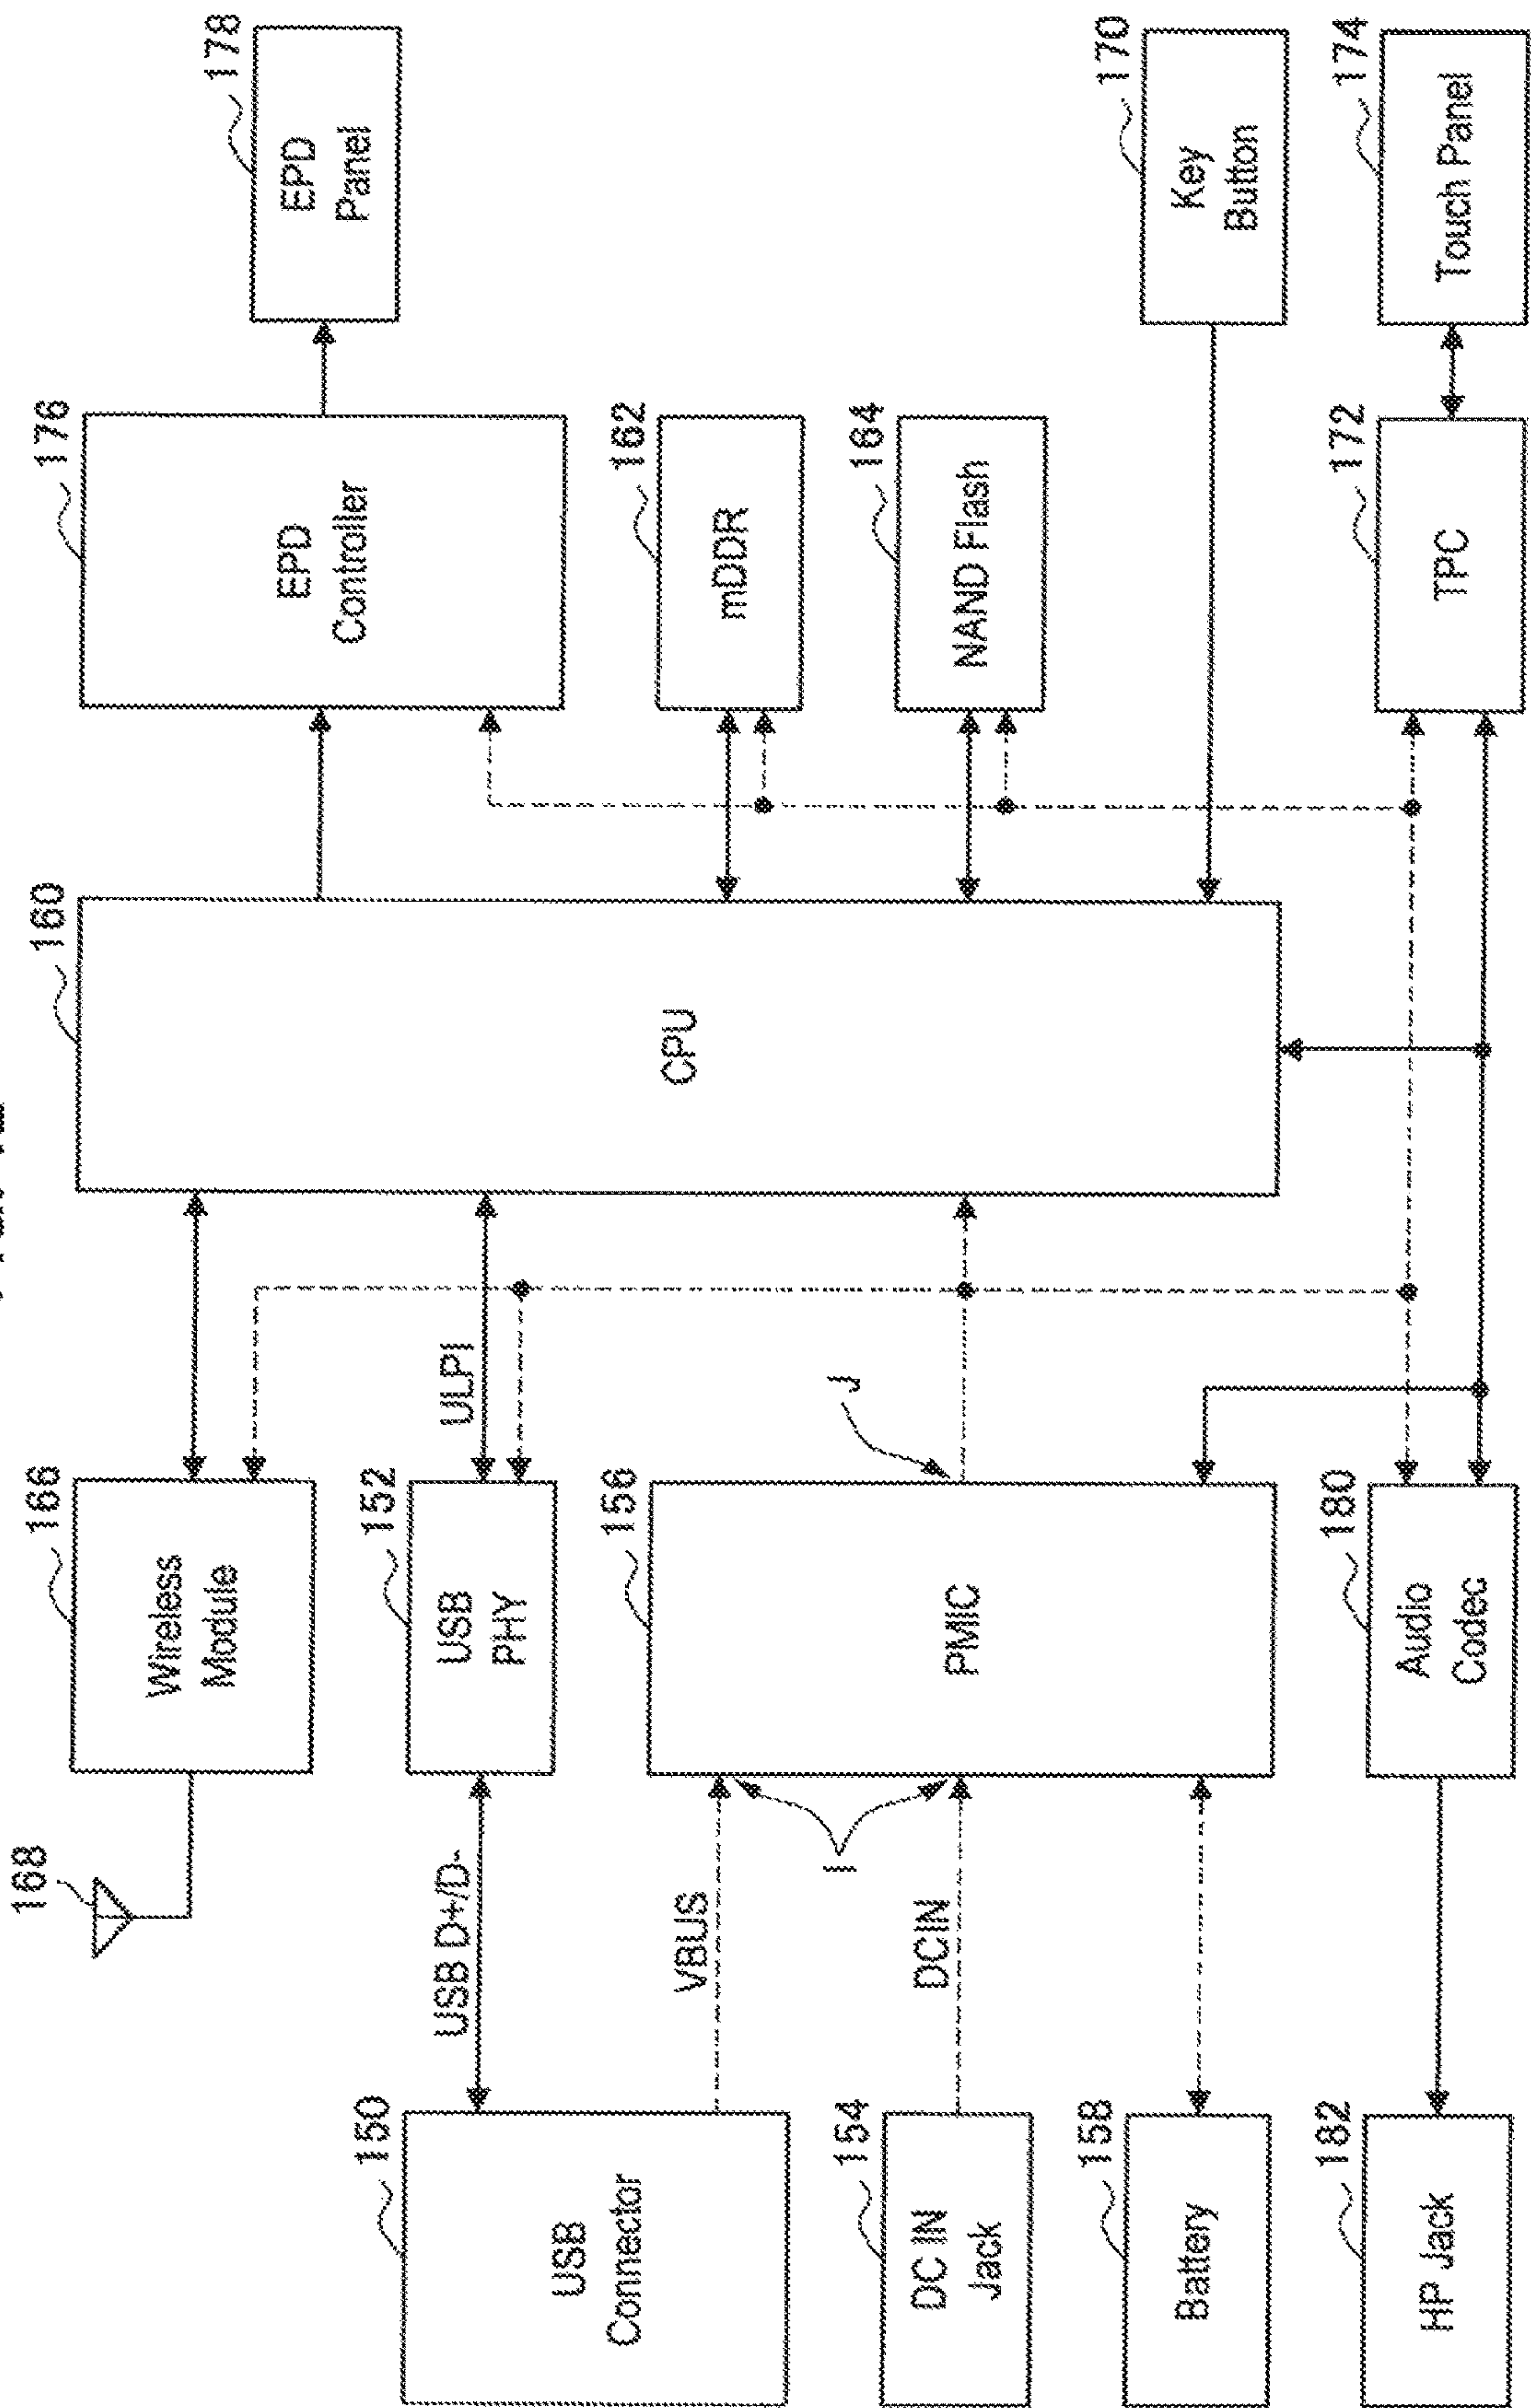 168
166
Wireless
Module
160
CPU
176
EPD
Controller
178
EPD
Panel
150
USB
Connector
USB D+/D-
152
USB
PHY
ULPI
162
mDDR
VBUS
156
PMIC
I
J
164
NAND Flash
154
DC IN
Jack
DCIN
170
Key
Button
158
Battery
182
HP Jack
180
Audio
Codec
172
TPC
174
Touch Panel